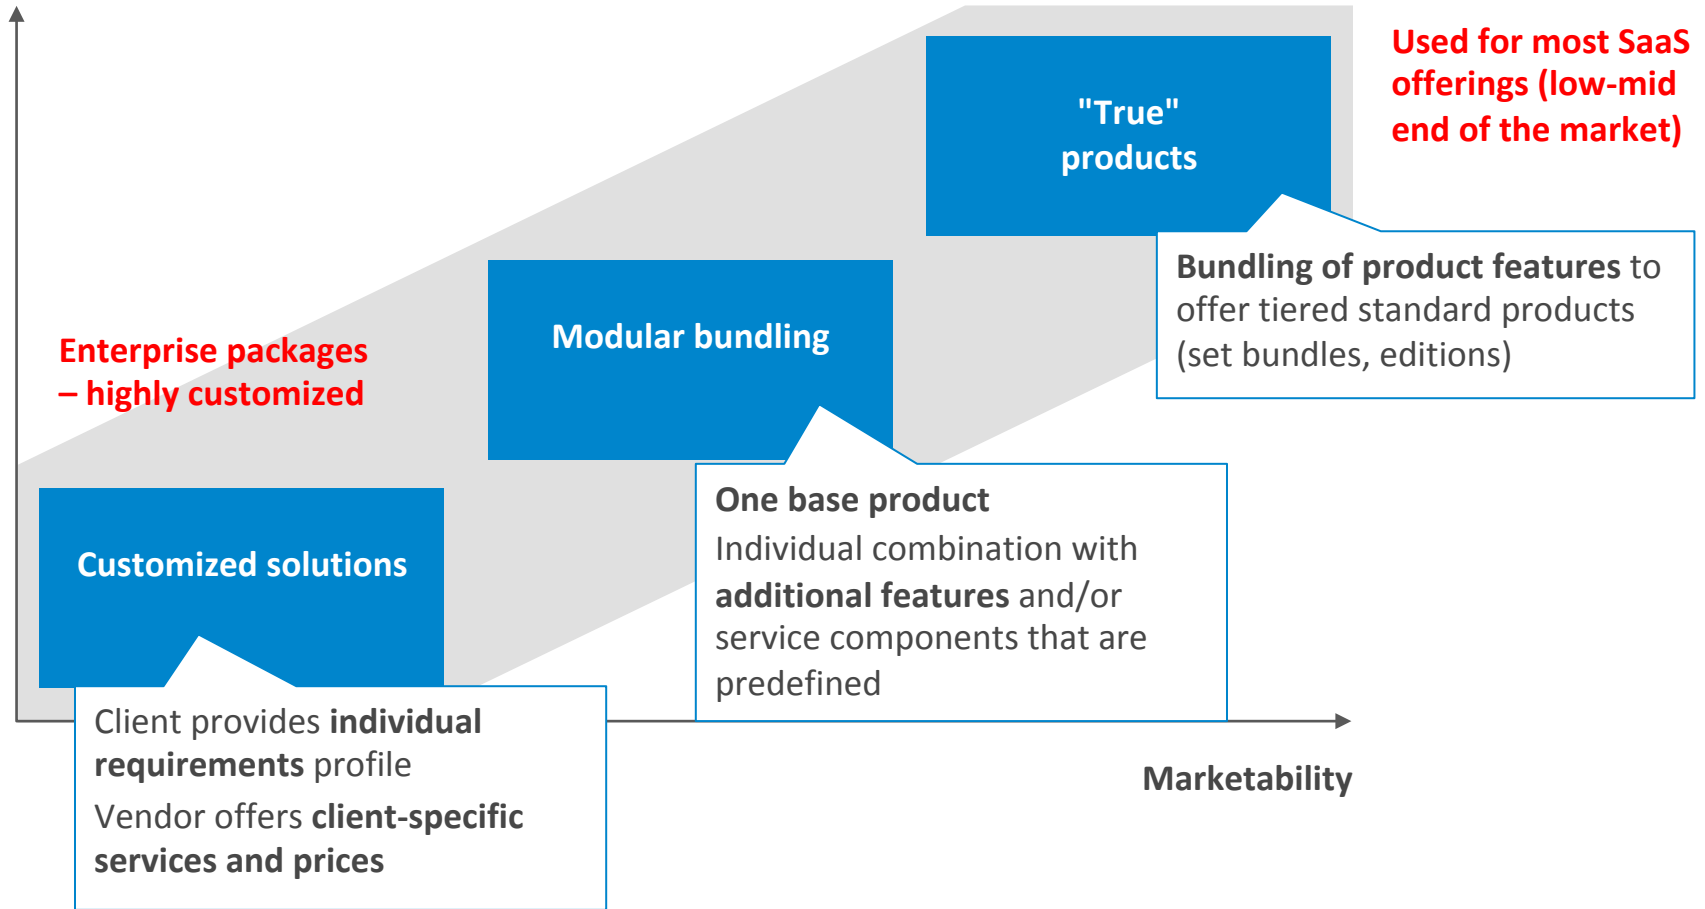 Used for most SaaS
offerings (low-mid
end of the market)
"True"
products
Bundling of product features to
offer tiered standard products
(set bundles, editions)
Modular bundling
Enterprise packages
– highly customized
One base product
Individual combination with
additional features and/or
service components that are
predefined
Customized solutions
Client provides individual
requirements profile
Vendor offers client-specific
services and prices
Marketability